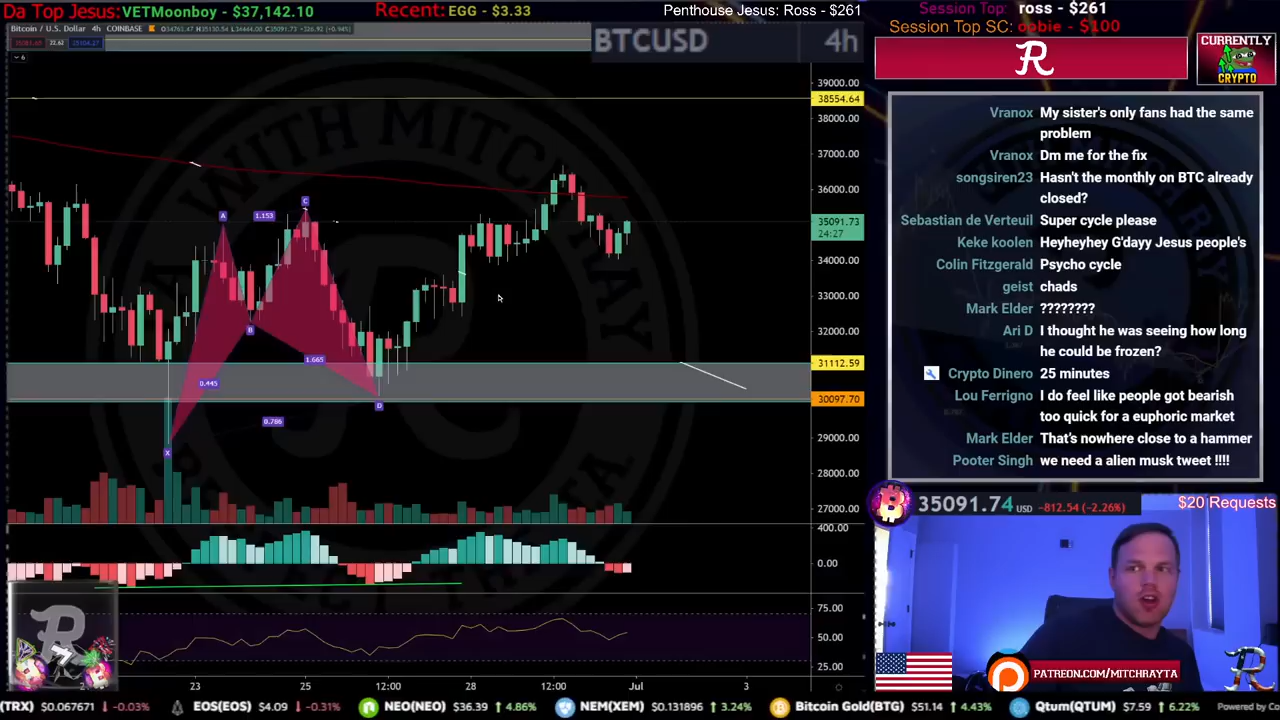 Da Top Jesus: VETMoonboy - $37,142.10
Recent: EGG - $3.33
Penthouse Jesus: Ross - $261
Session Top: ross - $261
Session Top SC: oobie - $100
Bitcoin / U.S. Dollar 4h COINBASE
BTCUSD 4h
CURRENTLY
CRYPTO
R
39000.00
38554.64
38000.00
37000.00
36000.00
35091.73
24:27
34000.00
33000.00
32000.00
31112.59
30097.70
29000.00
28000.00
27000.00
400.00
0.00
75.00
50.00
25.00
A
1.153
C
B
1.665
0.445
D
0.786
X
WITH MITCH RAY
23
25
12:00
28
12:00
Jul
3
Vranox My sister's only fans had the same
problem
Vranox Dm me for the fix
songsiren23 Hasn't the monthly on BTC already
closed?
Sebastian de Verteuil Super cycle please
Keke koolen Heyheyhey G'dayy Jesus people's
Colin Fitzgerald Psycho cycle
geist chads
Mark Elder ????????
Ari D I thought he was seeing how long
he could be frozen?
Crypto Dinero 25 minutes
Lou Ferrigno I do feel like people got bearish
too quick for a euphoric market
Mark Elder That's nowhere close to a hammer
Pooter Singh we need a alien musk tweet !!!!
35091.74 USD −812.54 (−2.26%)
$20 Requests
PATREON.COM/MITCHRAYTA
(TRX) $0.067671 -0.03% EOS(EOS) $4.09 -0.31% NEO(NEO) $36.39 4.86% NEM(XEM) $0.131896 3.24% Bitcoin Gold(BTG) $51.14 4.43% Qtum(QTUM) $7.59 6.22% Powered by Co